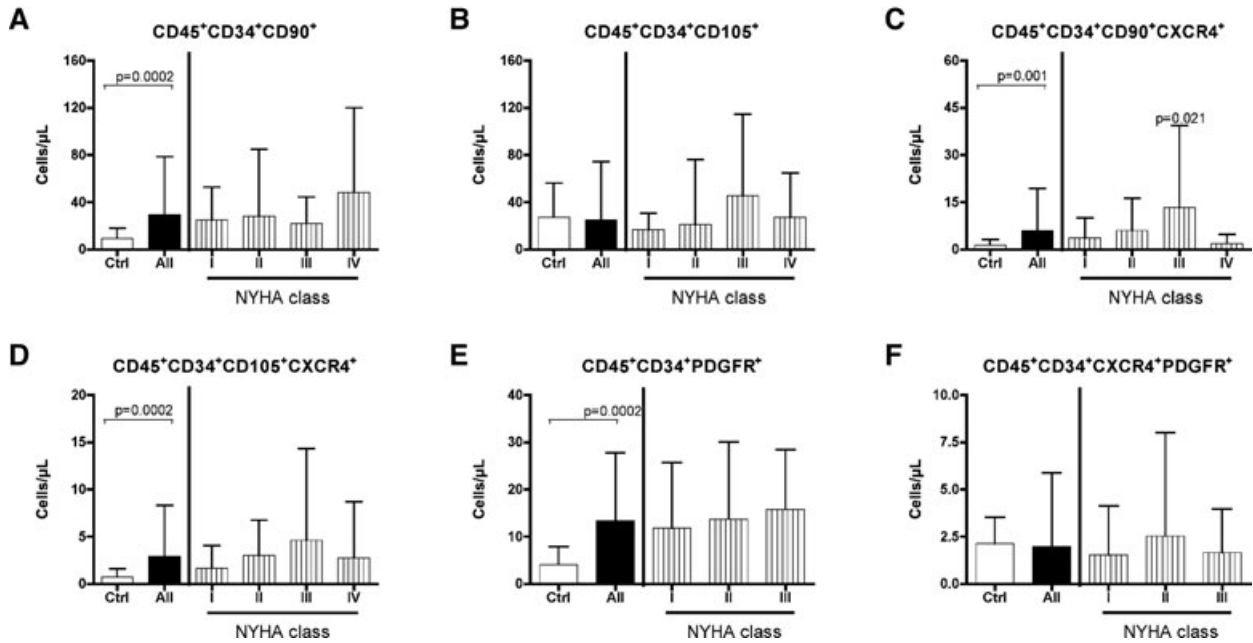 A
CD45⁺CD34⁺CD90⁺
Cells/µL
160
120
80
40
0
p=0.0002
Ctrl
All
I
II
III
IV
NYHA class
B
CD45⁺CD34⁺CD105⁺
Cells/µL
160
120
80
40
0
Ctrl
All
I
II
III
IV
NYHA class
C
CD45⁺CD34⁺CD90⁺CXCR4⁺
Cells/µL
60
45
30
15
0
p=0.001
p=0.021
Ctrl
All
I
II
III
IV
NYHA class
D
CD45⁺CD34⁺CD105⁺CXCR4⁺
Cells/µL
20
15
10
5
0
p=0.0002
Ctrl
All
I
II
III
IV
NYHA class
E
CD45⁺CD34⁺PDGFR⁺
Cells/µL
40
30
20
10
0
p=0.0002
Ctrl
All
I
II
III
NYHA class
F
CD45⁺CD34⁺CXCR4⁺PDGFR⁺
Cells/µL
10.0
7.5
5.0
2.5
0.0
Ctrl
All
I
II
III
NYHA class